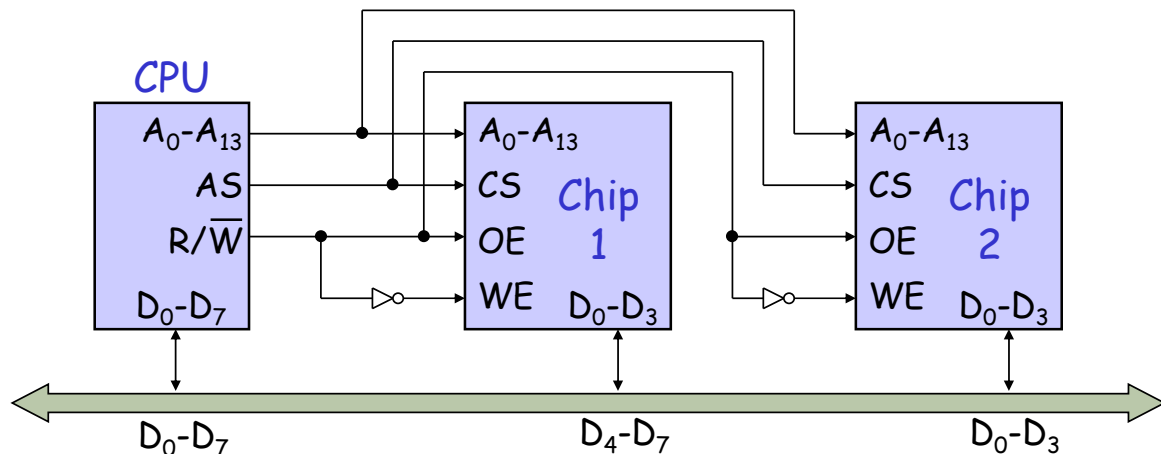 CPU
A₀-A₁₃
AS
R/W̅
D₀-D₇
A₀-A₁₃
CS
OE
WE
Chip
1
D₀-D₃
A₀-A₁₃
CS
OE
WE
Chip
2
D₀-D₃
D₀-D₇
D₄-D₇
D₀-D₃